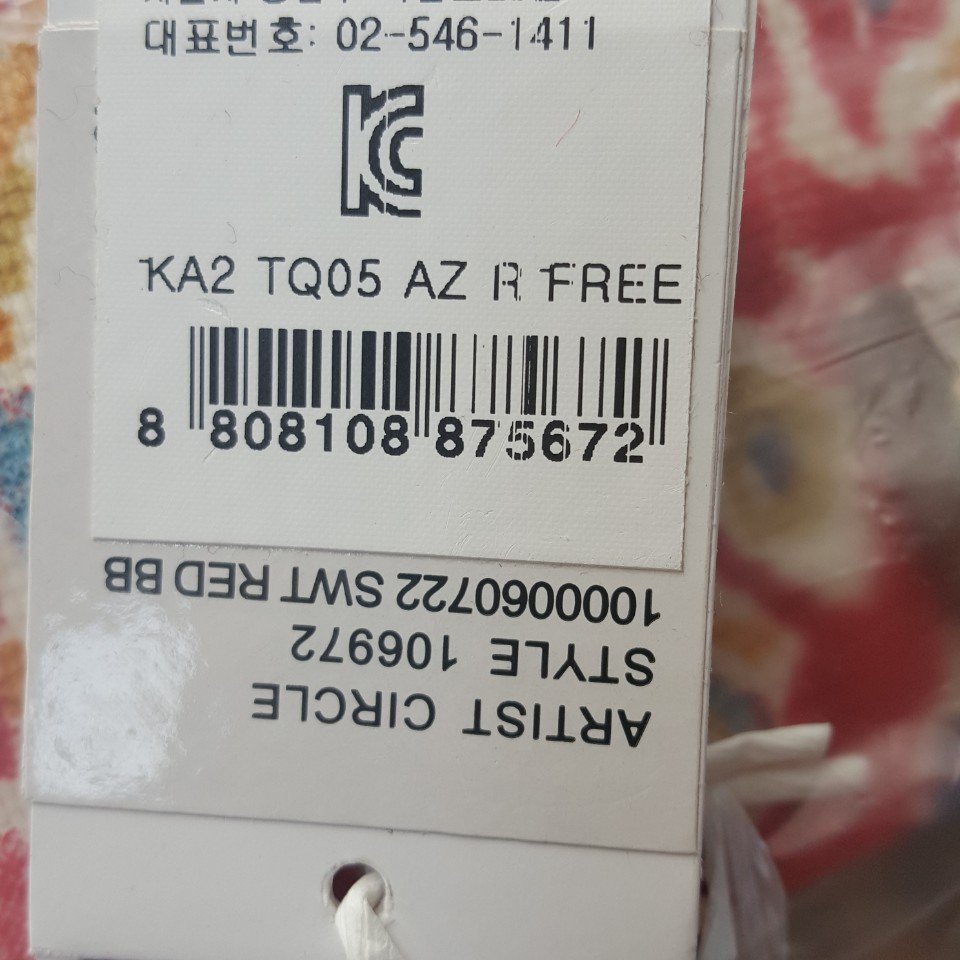 대표번호: 02-546-1411
KC
KA2 TQ05 AZ R FREE
8 808108 875672
ARTIST CIRCLE
STYLE 106972
1000060722 SWT RED BB